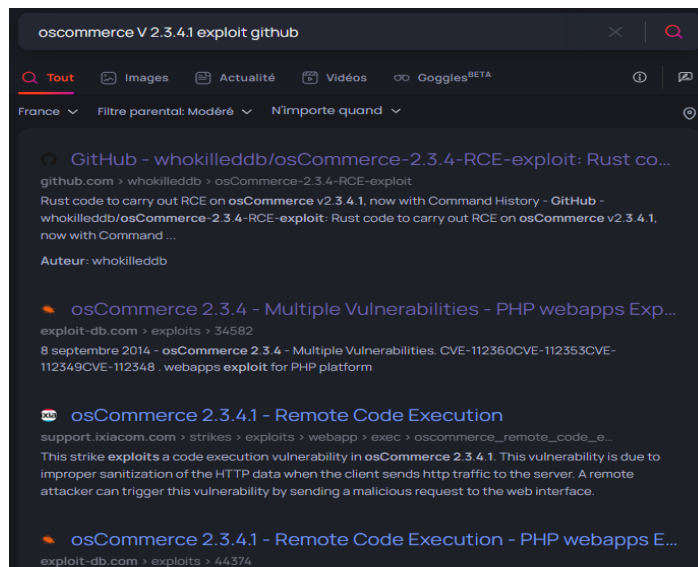 oscommerce V 2.3.4.1 exploit github
Tout Images Actualité Vidéos Goggles BETA
France Filtre parental: Modéré N'importe quand
GitHub - whokilleddb/osCommerce-2.3.4-RCE-exploit: Rust co...
github.com › whokilleddb › osCommerce-2.3.4-RCE-exploit
Rust code to carry out RCE on osCommerce v2.3.4.1, now with Command History - GitHub -
whokilleddb/osCommerce-2.3.4-RCE-exploit: Rust code to carry out RCE on osCommerce v2.3.4.1,
now with Command ...
Auteur: whokilleddb
osCommerce 2.3.4 - Multiple Vulnerabilities - PHP webapps Exp...
exploit-db.com › exploits › 34582
8 septembre 2014 - osCommerce 2.3.4 - Multiple Vulnerabilities. CVE-112360CVE-112353CVE-
112349CVE-112348 . webapps exploit for PHP platform
ixia
osCommerce 2.3.4.1 - Remote Code Execution
support.ixiacom.com › strikes › exploits › webapp › exec › oscommerce_remote_code_e...
This strike exploits a code execution vulnerability in osCommerce 2.3.4.1. This vulnerability is due to
improper sanitization of the HTTP data when the client sends http traffic to the server. A remote
attacker can trigger this vulnerability by sending a malicious request to the web interface.
osCommerce 2.3.4.1 - Remote Code Execution - PHP webapps E...
exploit-db.com › exploits › 44374